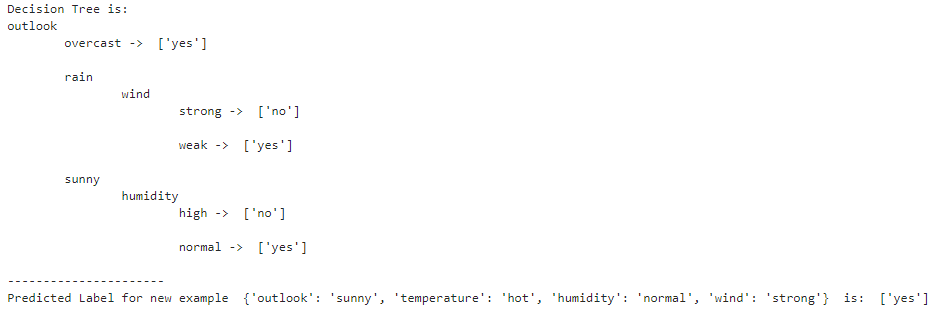 Decision Tree is:
outlook
overcast -> ['yes']
rain
wind
strong -> ['no']
weak -> ['yes']
sunny
humidity
high -> ['no']
normal -> ['yes']
----------------------
Predicted Label for new example {'outlook': 'sunny', 'temperature': 'hot', 'humidity': 'normal', 'wind': 'strong'} is: ['yes']